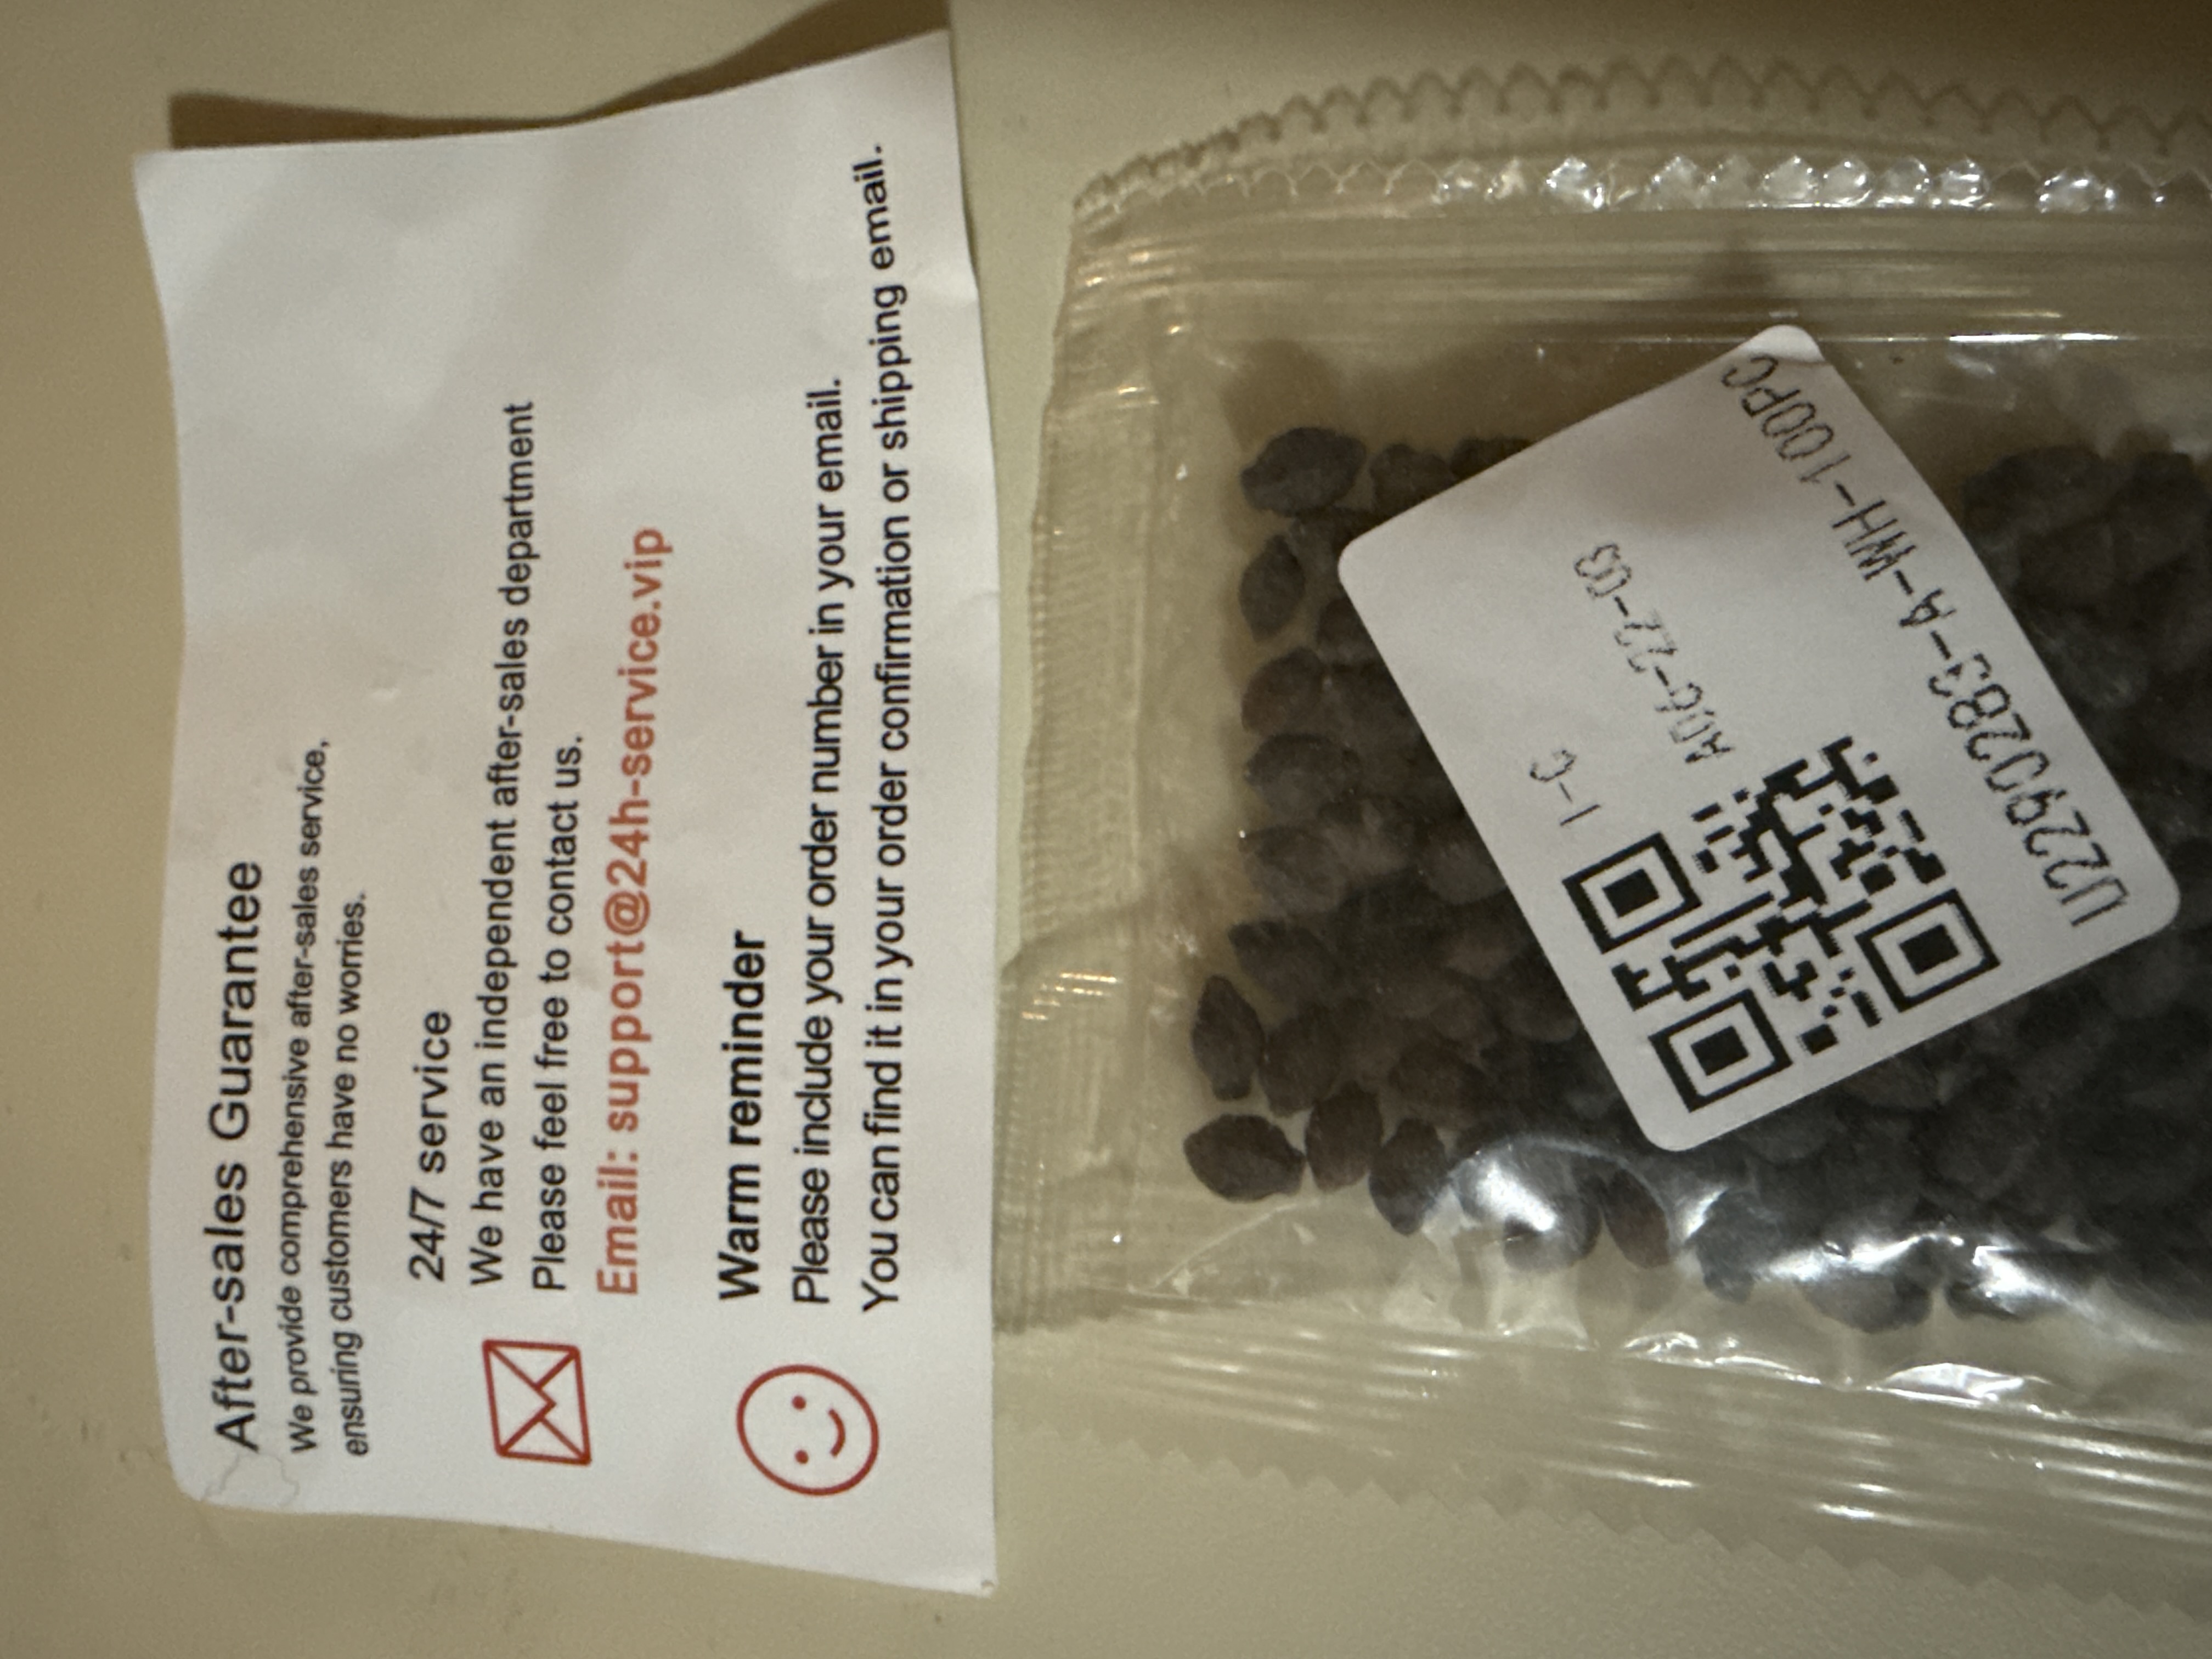 After-sales Guarantee
We provide comprehensive after-sales service,
ensuring customers have no worries.
24/7 service
We have an independent after-sales department
Please feel free to contact us.
Email: support@24h-service.vip
Warm reminder
Please include your order number in your email.
You can find it in your order confirmation or shipping email.
1-C
A06-22-03
U2290283-A-WH-100PC